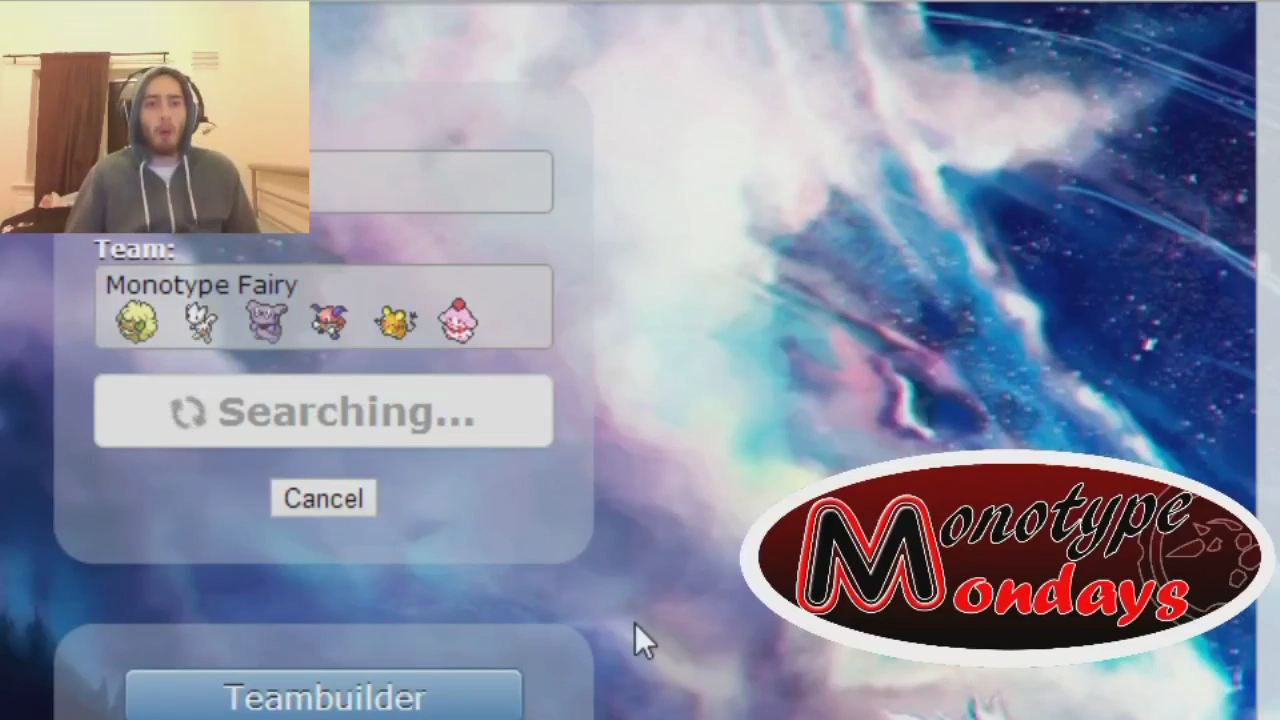 Team:
Monotype Fairy
Searching...
Cancel
Monotype
Mondays
Teambuilder